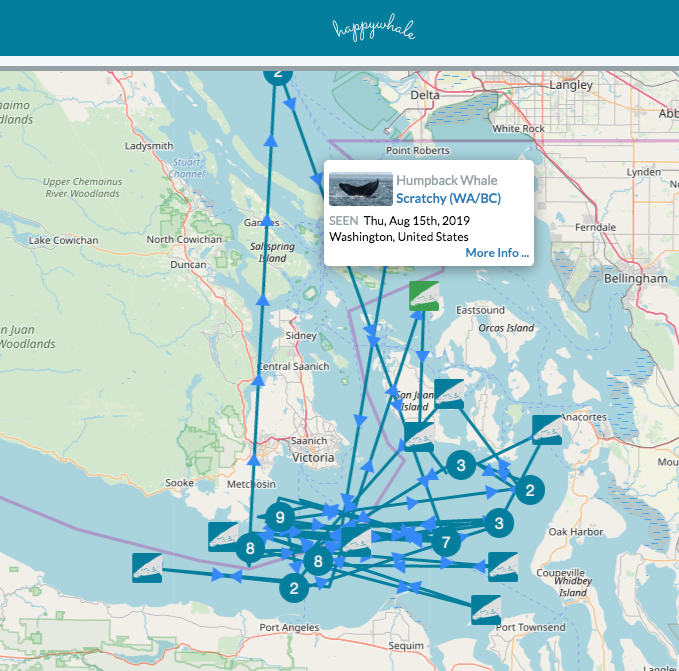 happywhale
2
Delta
Langley
Abb
naimo
dlands
White Rock
Ladysmith
Point Roberts
Stuart
Channel
Lynden
Humpback Whale
Scratchy (WA/BC)
Upper Chemainus
River Woodlands
SEEN Thu, Aug 15th, 2019
Washington, United States
More Info ...
Ganges
Ferndale
Lake Cowichan
North Cowichan
Saltspring
Island
Duncan
Bellingham
n Juan
Woodlands
Sidney
Eastsound
Orcas Island
Central Saanich
San Juan
Island
Anacortes
Saanich
Victoria
3
Mou
Sooke
Metchosin
2
9
3
Oak Harbor
8
7
8
Coupeville
Whidbey
Island
2
Port Angeles
Port Townsend
Sequim
Langley